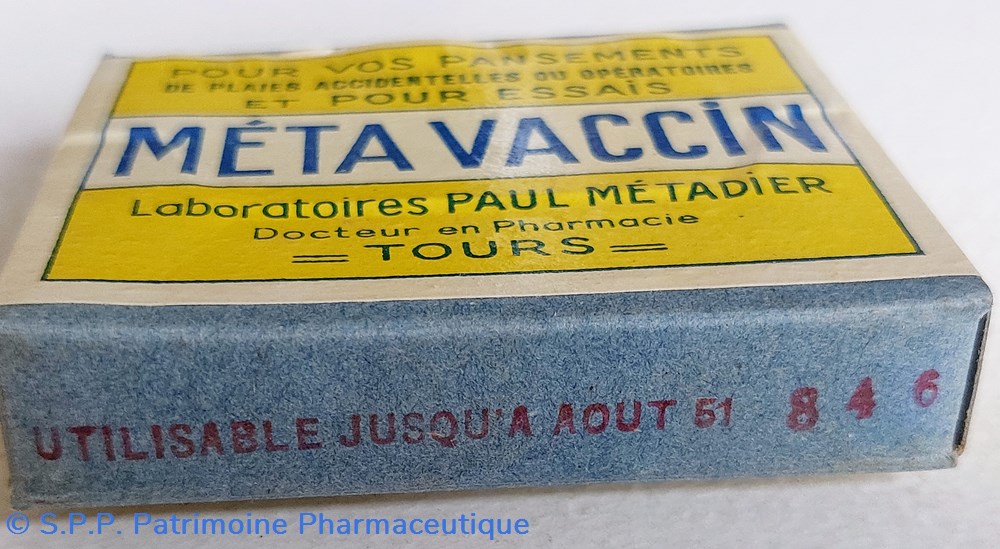 POUR VOS PANSEMENTS
DE PLAIES ACCIDENTELLES OU OPÉRATOIRES
ET POUR ESSAIS
MÉTA VACCIN
Laboratoires PAUL MÉTADIER
Docteur en Pharmacie
= TOURS =
UTILISABLE JUSQU'A AOUT 51 846
© S.P.P. Patrimoine Pharmaceutique